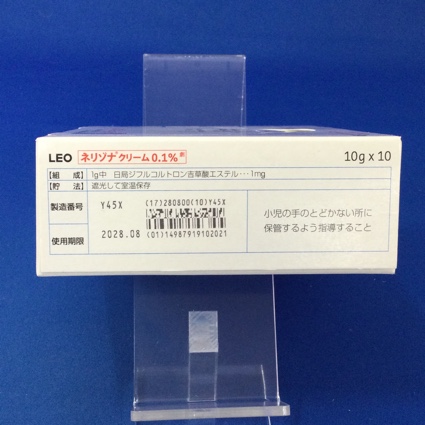 LEO ネリゾナ®クリーム0.1% ※ 10g x 10
【組 成】 1g中 日局ジフルコルトロン吉草酸エステル･･･1mg
【貯 法】 遮光して室温保存
製造番号 Y45X (17)280800(10)Y45X
小児の手のとどかない所に
保管するよう指導すること
使用期限 2028.08 (01)14987919102021